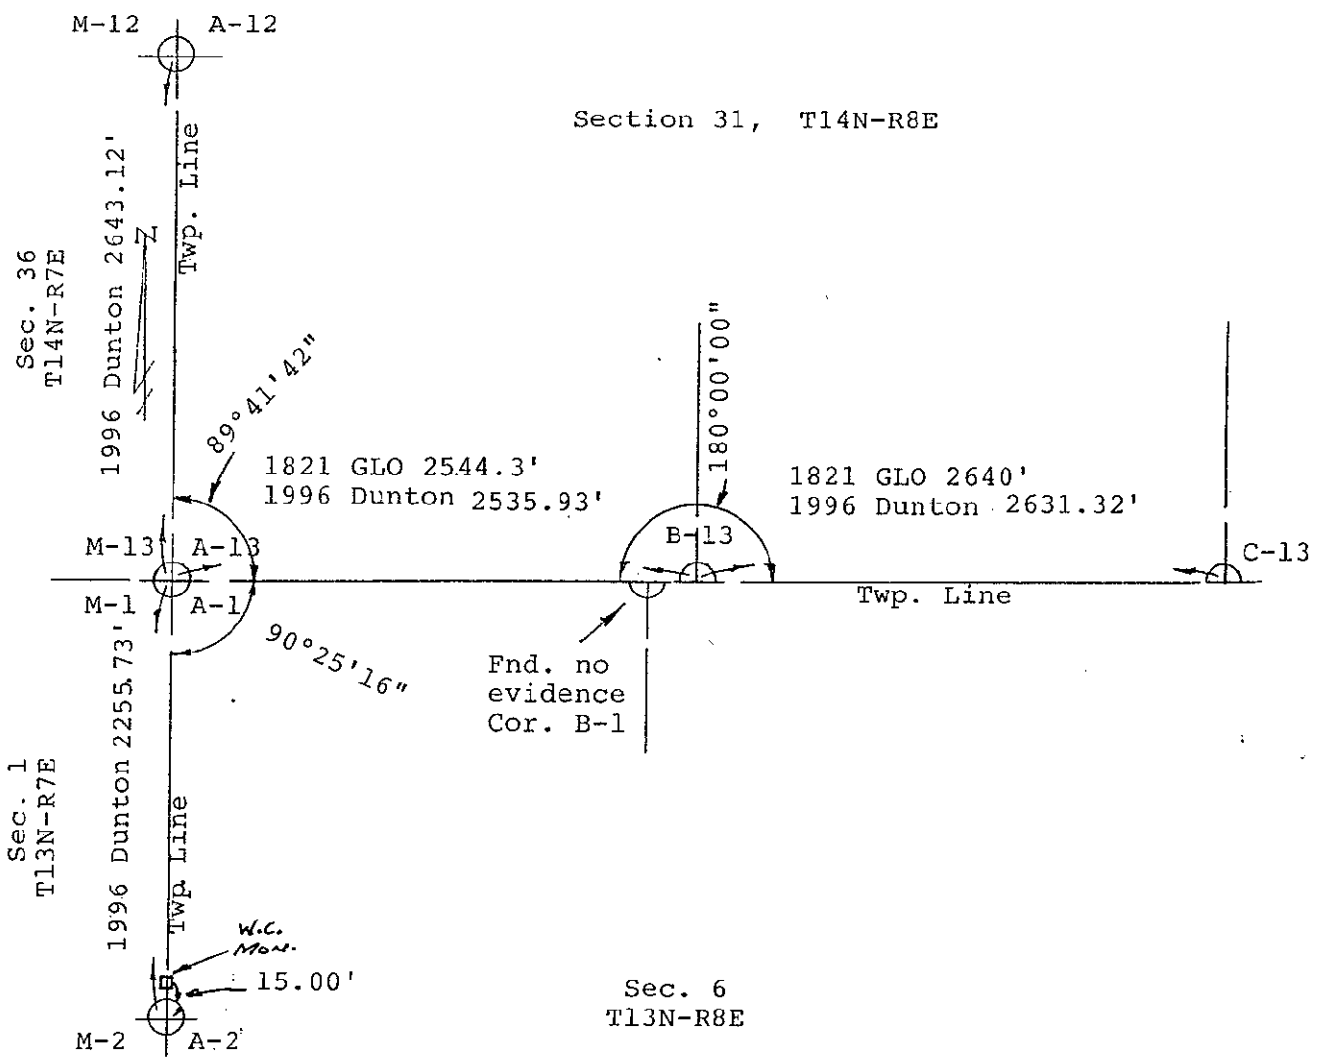 M-12 A-12
Section 31, T14N-R8E
Sec. 36
T14N-R7E
1996 Dunton 2643.12'
Twp. Line
N
89°41'42"
1821 GLO 2544.3'
1996 Dunton 2535.93'
180°00'00"
1821 GLO 2640'
1996 Dunton 2631.32'
M-13 A-13
B-13
C-13
M-1 A-1
Twp. Line
90°25'16"
Fnd. no
evidence
Cor. B-1
Sec. 1
T13N-R7E
1996 Dunton 2255.73'
Twp. Line
W.C.
Mon.
15.00'
Sec. 6
T13N-R8E
M-2 A-2